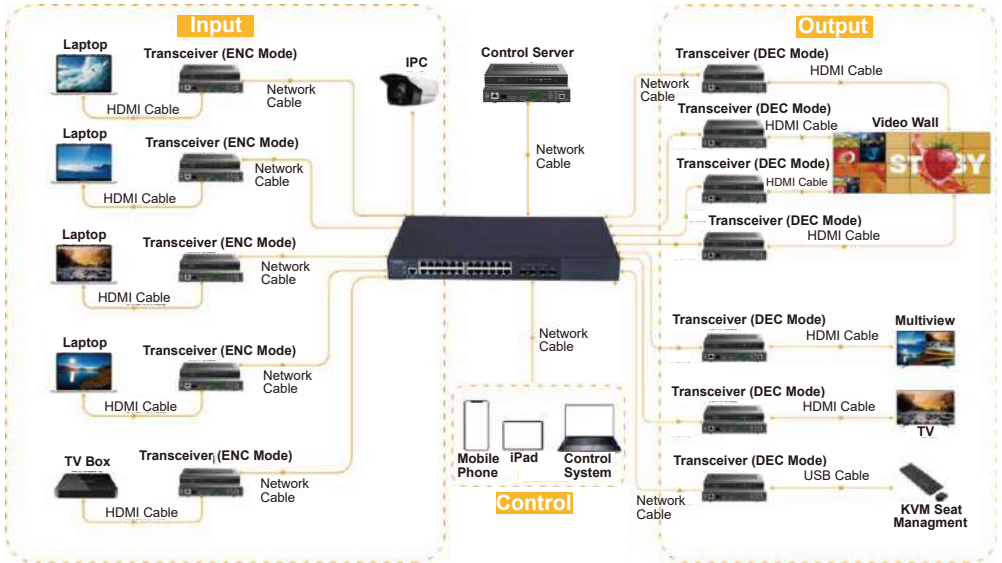 Input
Laptop
Transceiver (ENC Mode)
HDMI Cable
Network
Cable
IPC
Laptop
Transceiver (ENC Mode)
HDMI Cable
Network
Cable
Laptop
Transceiver (ENC Mode)
HDMI Cable
Network
Cable
Laptop
Transceiver (ENC Mode)
HDMI Cable
Network
Cable
TV Box
Transceiver (ENC Mode)
HDMI Cable
Network
Cable
Control Server
Network
Cable
Network
Cable
Mobile
Phone
iPad
Control
System
Control
Output
Transceiver (DEC Mode)
HDMI Cable
Network
Cable
Transceiver (DEC Mode)
HDMI Cable
Video Wall
ST BY
Transceiver (DEC Mode)
HDMI Cable
Transceiver (DEC Mode)
HDMI Cable
Transceiver (DEC Mode)
HDMI Cable
Multiview
Transceiver (DEC Mode)
HDMI Cable
TV
Transceiver (DEC Mode)
USB Cable
Network
Cable
KVM Seat
Managment